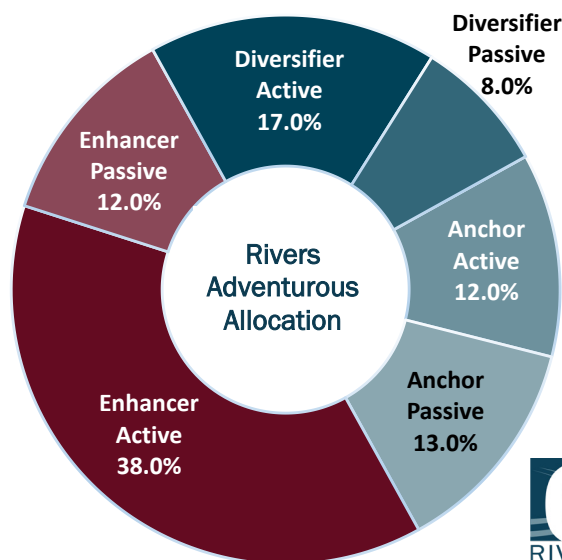 Diversifier
Passive
8.0%
Diversifier
Active
17.0%
Enhancer
Passive
12.0%
Anchor
Active
12.0%
Rivers
Adventurous
Allocation
Anchor
Passive
13.0%
Enhancer
Active
38.0%